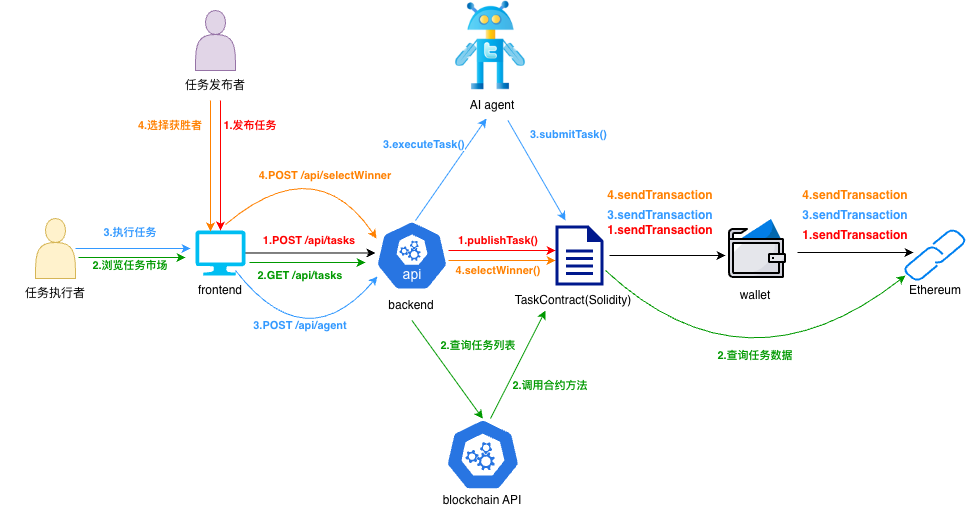 任务发布者
AI agent
4.选择获胜者
1.发布任务
3.executeTask()
3.submitTask()
4.POST /api/selectWinner
4.sendTransaction
3.sendTransaction
1.sendTransaction
4.sendTransaction
3.sendTransaction
1.sendTransaction
3.执行任务
2.浏览任务市场
任务执行者
frontend
1.POST /api/tasks
2.GET /api/tasks
3.POST /api/agent
api
backend
1.publishTask()
4.selectWinner()
TaskContract(Solidity)
wallet
Ethereum
2.查询任务列表
2.调用合约方法
2.查询任务数据
blockchain API